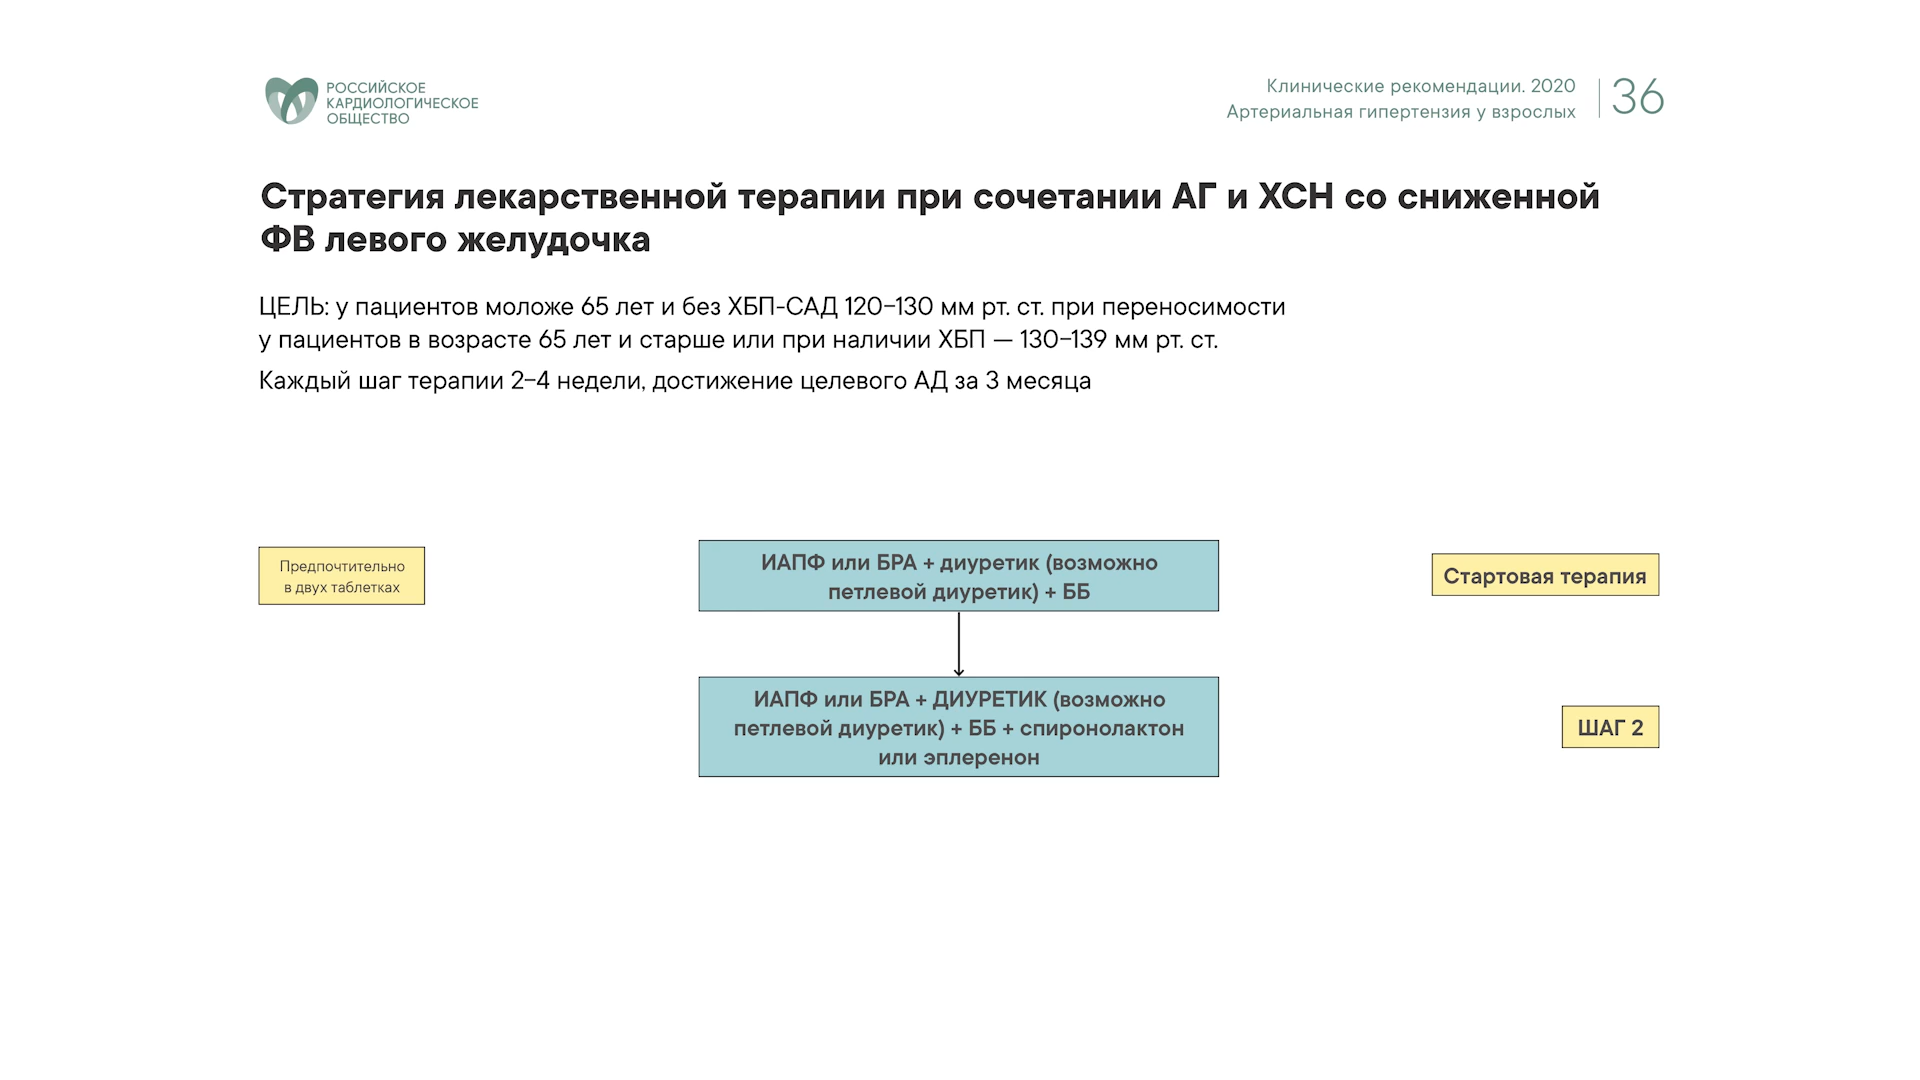 РОССИЙСКОЕ
КАРДИОЛОГИЧЕСКОЕ
ОБЩЕСТВО
Клинические рекомендации. 2020
Артериальная гипертензия у взрослых
36
Стратегия лекарственной терапии при сочетании АГ и ХСН со сниженной
ФВ левого желудочка
ЦЕЛЬ: у пациентов моложе 65 лет и без ХБП-САД 120–130 мм рт. ст. при переносимости
у пациентов в возрасте 65 лет и старше или при наличии ХБП — 130–139 мм рт. ст.
Каждый шаг терапии 2–4 недели, достижение целевого АД за 3 месяца
Предпочтительно
в двух таблетках
ИАПФ или БРА + диуретик (возможно
петлевой диуретик) + ББ
Стартовая терапия
ИАПФ или БРА + ДИУРЕТИК (возможно
петлевой диуретик) + ББ + спиронолактон
или эплеренон
ШАГ 2